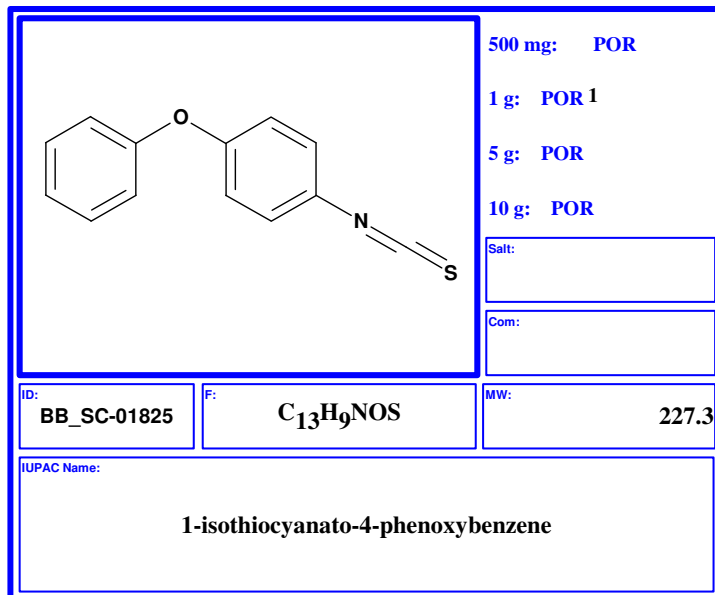 500 mg: POR
1 g: POR 1
5 g: POR
10 g: POR
O
N
S
Salt:
Com:
ID:
BB_SC-01825
F:
C13H9NOS
MW:
227.3
IUPAC Name:
1-isothiocyanato-4-phenoxybenzene